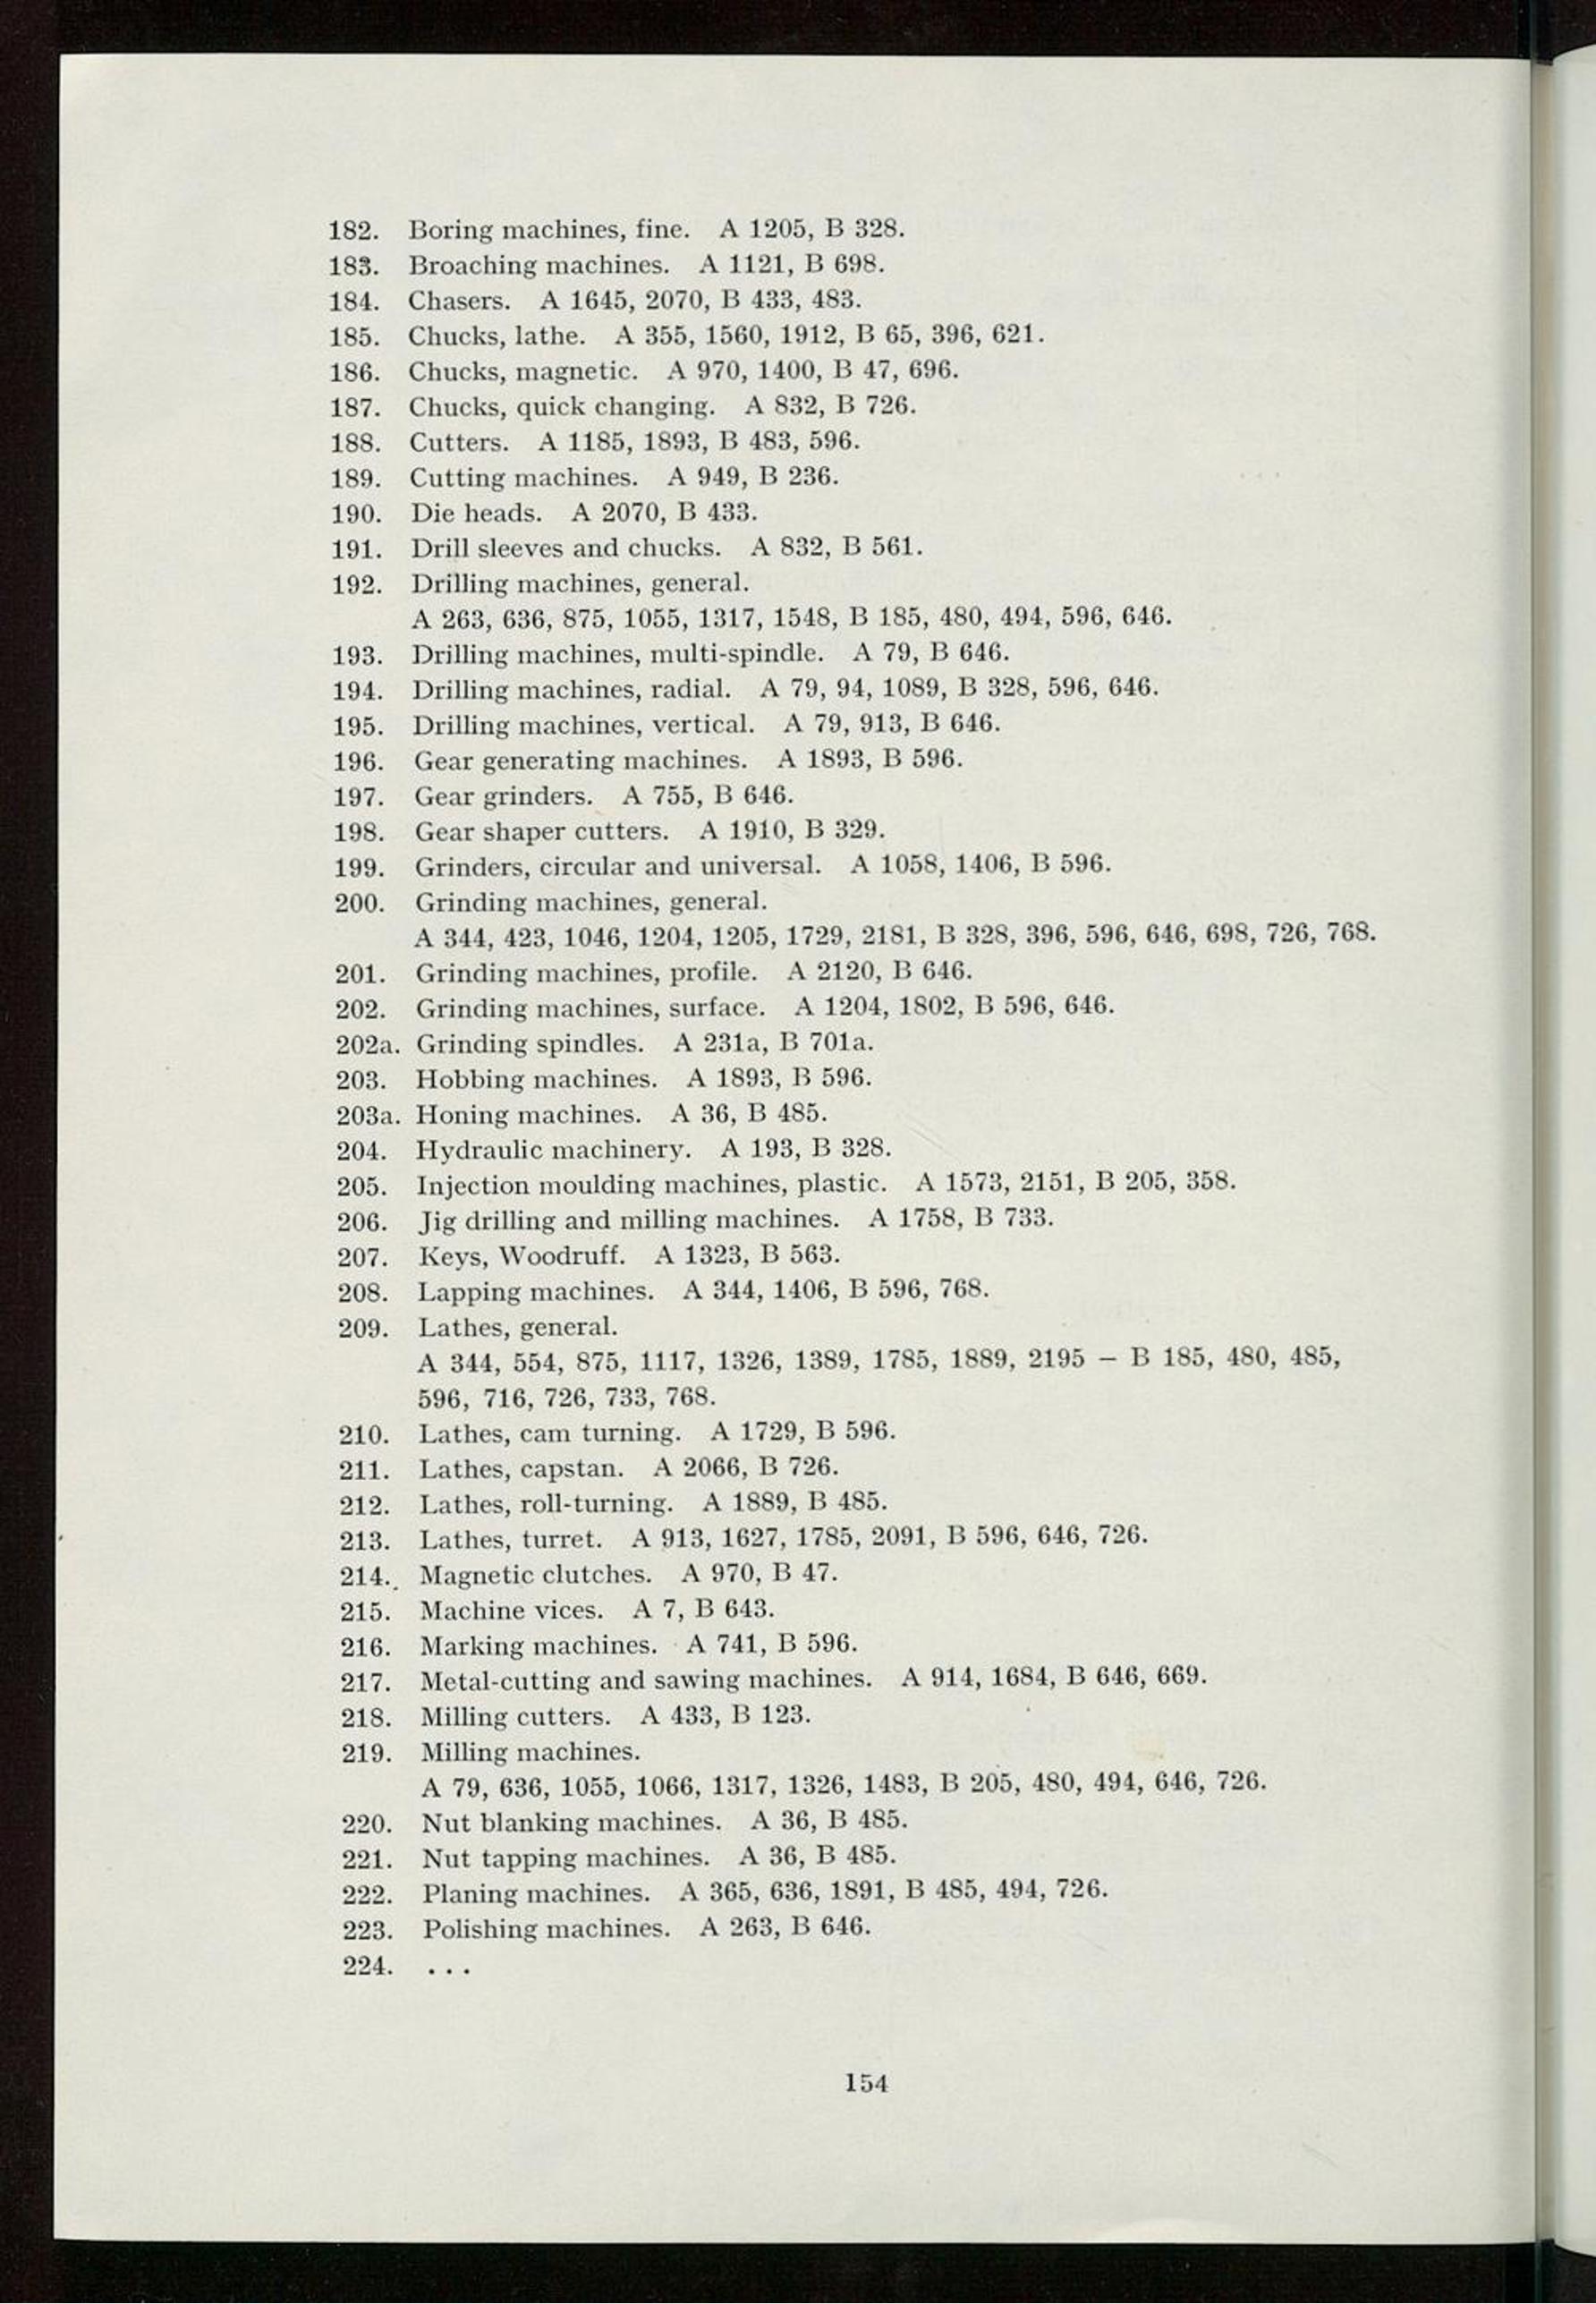 182. Boring machines, fine. A 1205, B 328.
183. Broaching machines. A 1121, B 698.
184. Chasers. A 1645, 2070, B 433, 483.
185. Chucks, lathe. A 355, 1560, 1912, B 65, 396, 621.
186. Chucks, magnetic. A 970, 1400, B 47, 696.
187. Chucks, quick changing. A 832, B 726.
188. Cutters. A 1185, 1893, B 483, 596.
189. Cutting machines. A 949, B 236.
190. Die heads. A 2070, B 433.
191. Drill sleeves and chucks. A 832, B 561.
192. Drilling machines, general.
A 263, 636, 875, 1055, 1317, 1548, B 185, 480, 494, 596, 646.
193. Drilling machines, multi-spindle. A 79, B 646.
194. Drilling machines, radial. A 79, 94, 1089, B 328, 596, 646.
195. Drilling machines, vertical. A 79, 913, B 646.
196. Gear generating machines. A 1893, B 596.
197. Gear grinders. A 755, B 646.
198. Gear shaper cutters. A 1910, B 329.
199. Grinders, circular and universal. A 1058, 1406, B 596.
200. Grinding machines, general.
A 344, 423, 1046, 1204, 1205, 1729, 2181, B 328, 396, 596, 646, 698, 726, 768.
201. Grinding machines, profile. A 2120, B 646.
202. Grinding machines, surface. A 1204, 1802, B 596, 646.
202a. Grinding spindles. A 231a, B 701a.
203. Hobbing machines. A 1893, B 596.
203a. Honing machines. A 36, B 485.
204. Hydraulic machinery. A 193, B 328.
205. Injection moulding machines, plastic. A 1573, 2151, B 205, 358.
206. Jig drilling and milling machines. A 1758, B 733.
207. Keys, Woodruff. A 1323, B 563.
208. Lapping machines. A 344, 1406, B 596, 768.
209. Lathes, general.
A 344, 554, 875, 1117, 1326, 1389, 1785, 1889, 2195 – B 185, 480, 485,
596, 716, 726, 733, 768.
210. Lathes, cam turning. A 1729, B 596.
211. Lathes, capstan. A 2066, B 726.
212. Lathes, roll-turning. A 1889, B 485.
213. Lathes, turret. A 913, 1627, 1785, 2091, B 596, 646, 726.
214. Magnetic clutches. A 970, B 47.
215. Machine vices. A 7, B 643.
216. Marking machines. A 741, B 596.
217. Metal-cutting and sawing machines. A 914, 1684, B 646, 669.
218. Milling cutters. A 433, B 123.
219. Milling machines.
A 79, 636, 1055, 1066, 1317, 1326, 1483, B 205, 480, 494, 646, 726.
220. Nut blanking machines. A 36, B 485.
221. Nut tapping machines. A 36, B 485.
222. Planing machines. A 365, 636, 1891, B 485, 494, 726.
223. Polishing machines. A 263, B 646.
224. ...
154